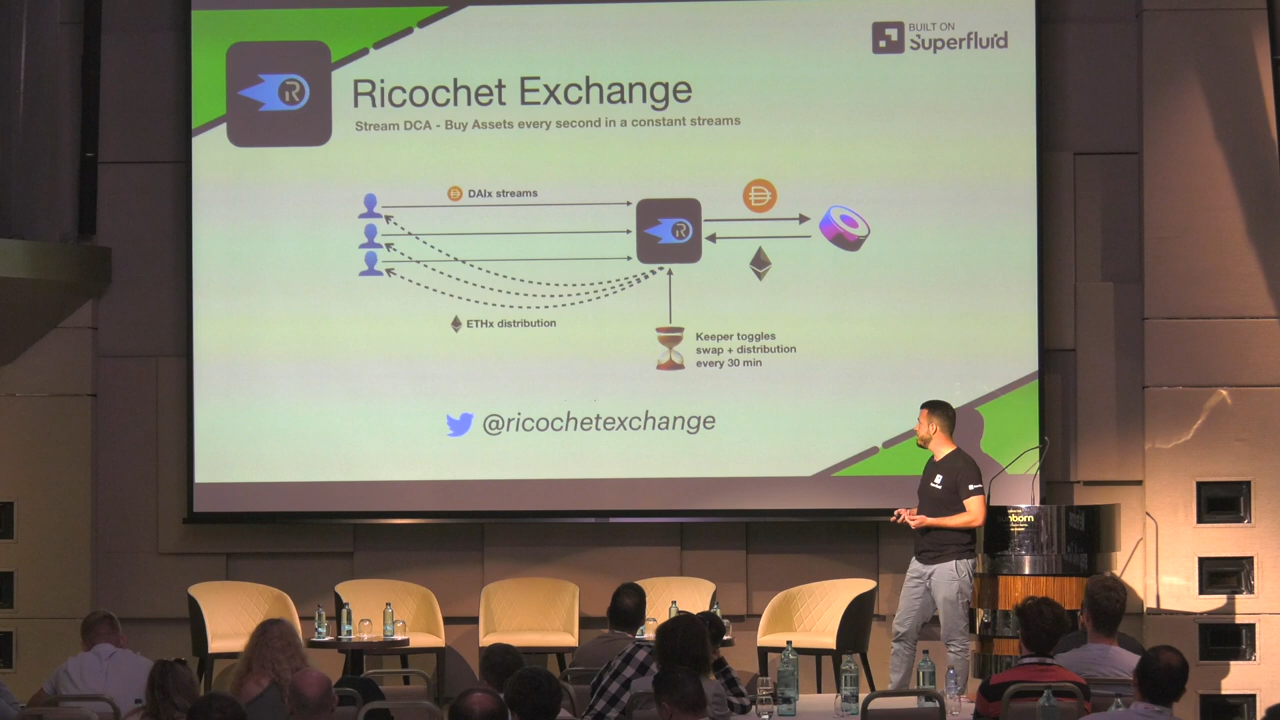 BUILT ON
Superfluid
Ricochet Exchange
Stream DCA - Buy Assets every second in a constant streams
DAIx streams
ETHx distribution
Keeper toggles
swap + distribution
every 30 min
@ricochetexchange
Superfluid